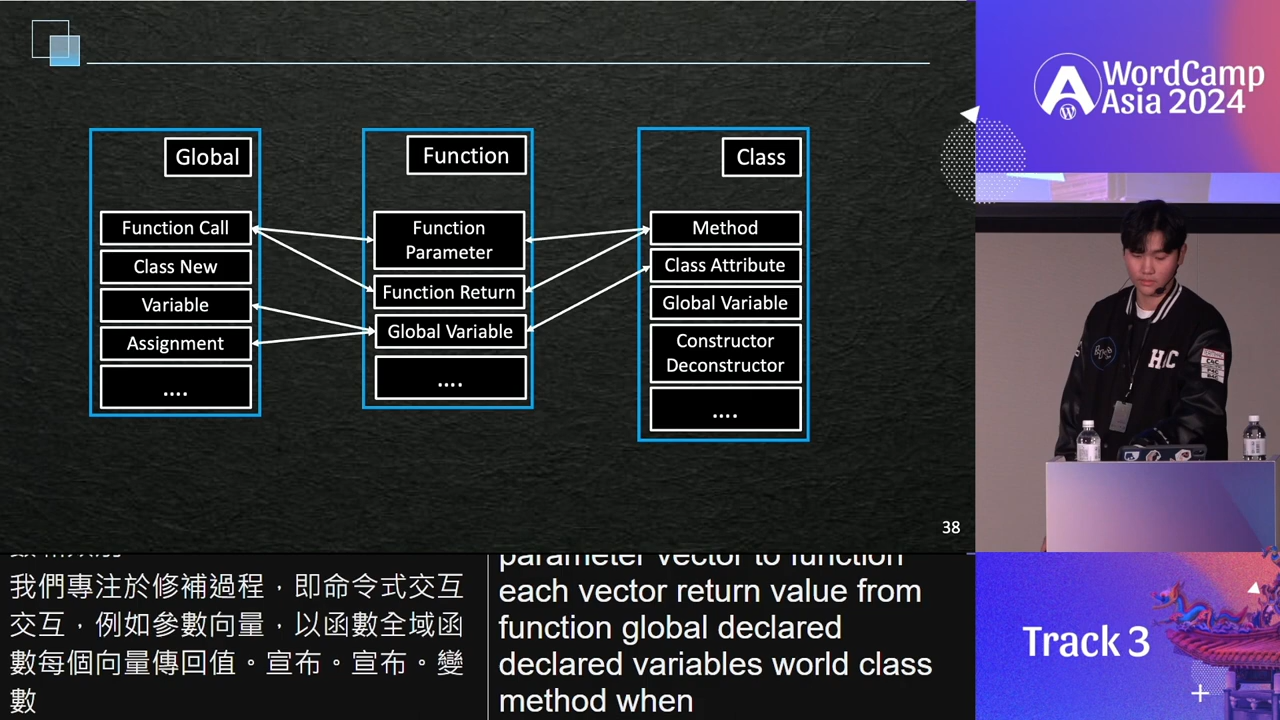 Global
Function Call
Class New
Variable
Assignment
....
Function
Function
Parameter
Function Return
Global Variable
....
Class
Method
Class Attribute
Global Variable
Constructor
Deconstructor
....
38
WordCamp
Asia 2024
H&C
我們專注於修補過程，即命令式交互
交互，例如參數向量，以函數全域函
數每個向量傳回值。宣布。宣布。變
數
parameter vector to function
each vector return value from
function global declared
declared variables world class
method when
Track 3